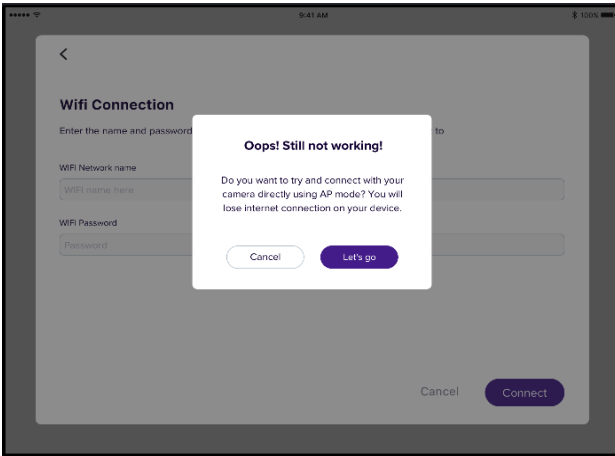 9:41 AM
100%
Wifi Connection
Enter the name and password
to
WIFI Network name
WIFI name here
WIFI Password
Password
Oops! Still not working!
Do you want to try and connect with your
camera directly using AP mode? You will
lose internet connection on your device.
Cancel
Let's go
Cancel
Connect